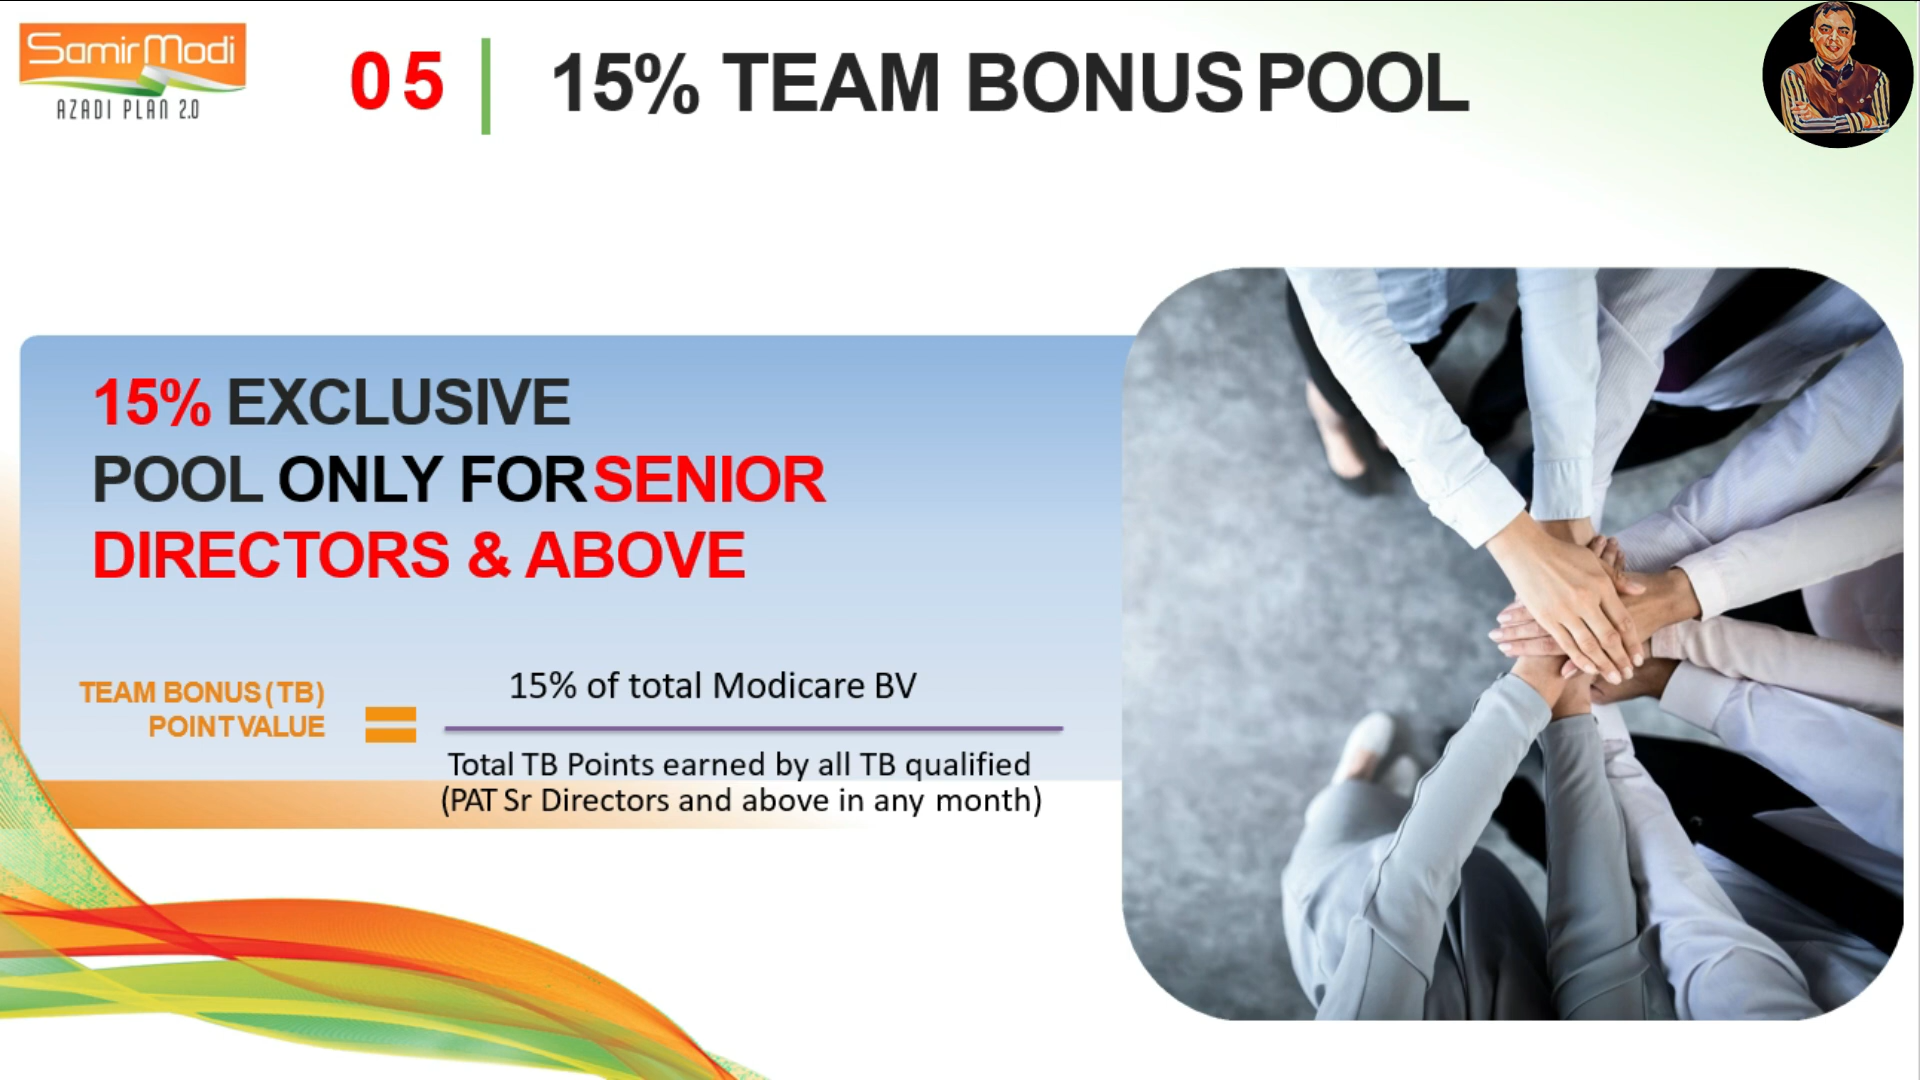 Samir Modi
AZADI PLAN 2.0
05
15% TEAM BONUS POOL
15% EXCLUSIVE
POOL ONLY FOR SENIOR
DIRECTORS & ABOVE
TEAM BONUS (TB)
POINT VALUE
=
15% of total Modicare BV
Total TB Points earned by all TB qualified
(PAT Sr Directors and above in any month)